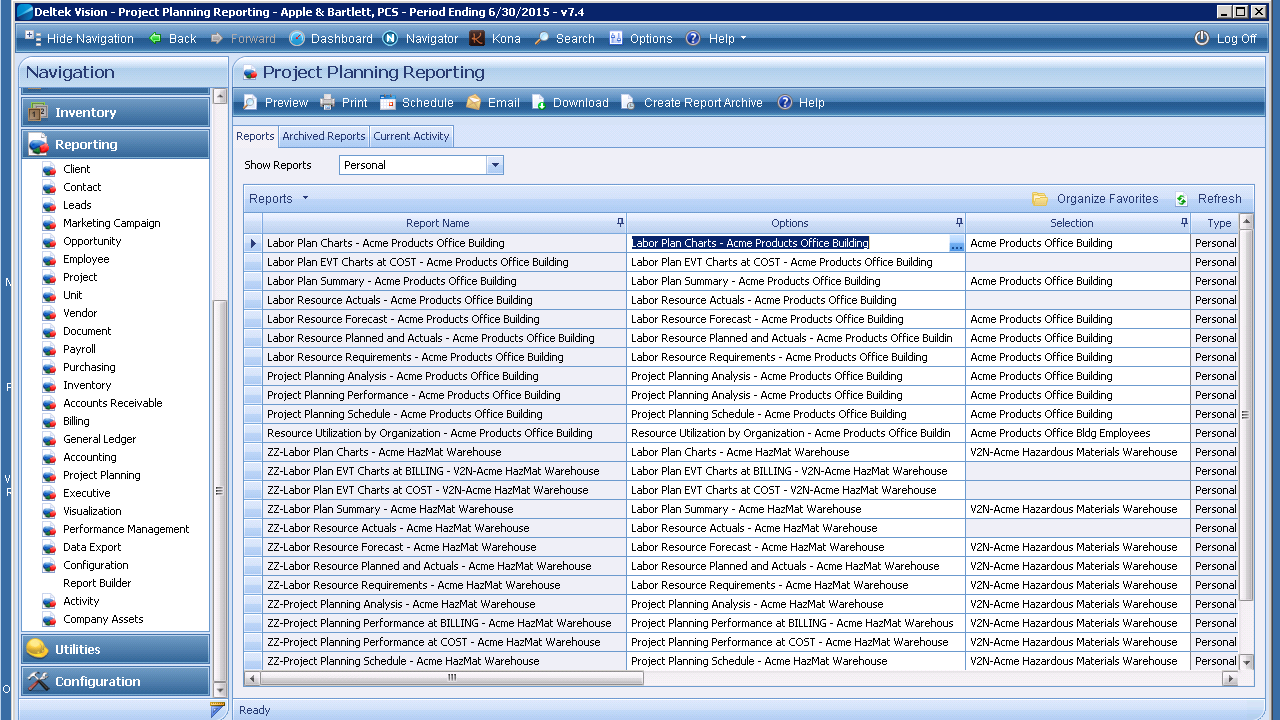 Deltek Vision - Project Planning Reporting - Apple & Bartlett, PCS - Period Ending 6/30/2015 - v7.4
Hide Navigation Back Forward Dashboard Navigator Kona Search Options Help Log Off
Navigation
Inventory
Reporting
Client
Contact
Leads
Marketing Campaign
Opportunity
Employee
Project
Unit
Vendor
Document
Payroll
Purchasing
Inventory
Accounts Receivable
Billing
General Ledger
Accounting
Project Planning
Executive
Visualization
Performance Management
Data Export
Configuration
Report Builder
Activity
Company Assets
Utilities
Configuration
Project Planning Reporting
Preview Print Schedule Email Download Create Report Archive Help
Reports Archived Reports Current Activity
Show Reports Personal
Reports Organize Favorites Refresh
Report Name Options Selection Type
Labor Plan Charts - Acme Products Office Building Labor Plan Charts - Acme Products Office Building ... Acme Products Office Building Personal
Labor Plan EVT Charts at COST - Acme Products Office Building Labor Plan EVT Charts at COST - Acme Products Office Building Personal
Labor Plan Summary - Acme Products Office Building Labor Plan Summary - Acme Products Office Building Acme Products Office Building Personal
Labor Resource Actuals - Acme Products Office Building Labor Resource Actuals - Acme Products Office Building Personal
Labor Resource Forecast - Acme Products Office Building Labor Resource Forecast - Acme Products Office Building Acme Products Office Building Personal
Labor Resource Planned and Actuals - Acme Products Office Building Labor Resource Planned and Actuals - Acme Products Office Buildin Acme Products Office Building Personal
Labor Resource Requirements - Acme Products Office Building Labor Resource Requirements - Acme Products Office Building Acme Products Office Building Personal
Project Planning Analysis - Acme Products Office Building Project Planning Analysis - Acme Products Office Building Acme Products Office Building Personal
Project Planning Performance - Acme Products Office Building Project Planning Analysis - Acme Products Office Building Acme Products Office Building Personal
Project Planning Schedule - Acme Products Office Building Project Planning Schedule - Acme Products Office Building Acme Products Office Building Personal
Resource Utilization by Organization - Acme Products Office Building Resource Utilization by Organization - Acme Products Office Buildin Acme Products Office Bldg Employees Personal
ZZ-Labor Plan Charts - Acme HazMat Warehouse Labor Plan Charts - Acme HazMat Warehouse V2N-Acme Hazardous Materials Warehouse Personal
ZZ-Labor Plan EVT Charts at BILLING - V2N-Acme HazMat Warehouse Labor Plan EVT Charts at BILLING - V2N-Acme HazMat Warehouse Personal
ZZ-Labor Plan EVT Charts at COST - V2N-Acme HazMat Warehouse Labor Plan EVT Charts at COST - V2N-Acme HazMat Warehouse Personal
ZZ-Labor Plan Summary - Acme HazMat Warehouse Labor Plan Summary - Acme HazMat Warehouse V2N-Acme Hazardous Materials Warehouse Personal
ZZ-Labor Resource Actuals - Acme HazMat Warehouse Labor Resource Actuals - Acme HazMat Warehouse Personal
ZZ-Labor Resource Forecast - Acme HazMat Warehouse Labor Resource Forecast - Acme HazMat Warehouse V2N-Acme Hazardous Materials Warehouse Personal
ZZ-Labor Resource Planned and Actuals - Acme HazMat Warehouse Labor Resource Planned and Actuals - Acme HazMat Warehouse V2N-Acme Hazardous Materials Warehouse Personal
ZZ-Labor Resource Requirements - Acme HazMat Warehouse Labor Resource Requirements - Acme HazMat Warehouse V2N-Acme Hazardous Materials Warehouse Personal
ZZ-Project Planning Analysis - Acme HazMat Warehouse Project Planning Analysis - Acme HazMat Warehouse V2N-Acme Hazardous Materials Warehouse Personal
ZZ-Project Planning Performance at BILLING - Acme HazMat Warehouse Project Planning Performance at BILLING - Acme HazMat Warehous V2N-Acme Hazardous Materials Warehouse Personal
ZZ-Project Planning Performance at COST - Acme HazMat Warehouse Project Planning Performance at COST - Acme HazMat Warehouse V2N-Acme Hazardous Materials Warehouse Personal
ZZ-Project Planning Schedule - Acme HazMat Warehouse Project Planning Schedule - Acme HazMat Warehouse V2N-Acme Hazardous Materials Warehouse Personal
Ready